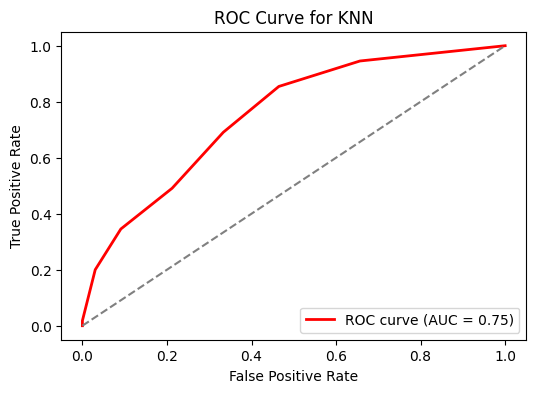 ROC Curve for KNN
True Positive Rate
1.0
0.8
0.6
0.4
0.2
0.0
ROC curve (AUC = 0.75)
0.0 0.2 0.4 0.6 0.8 1.0
False Positive Rate